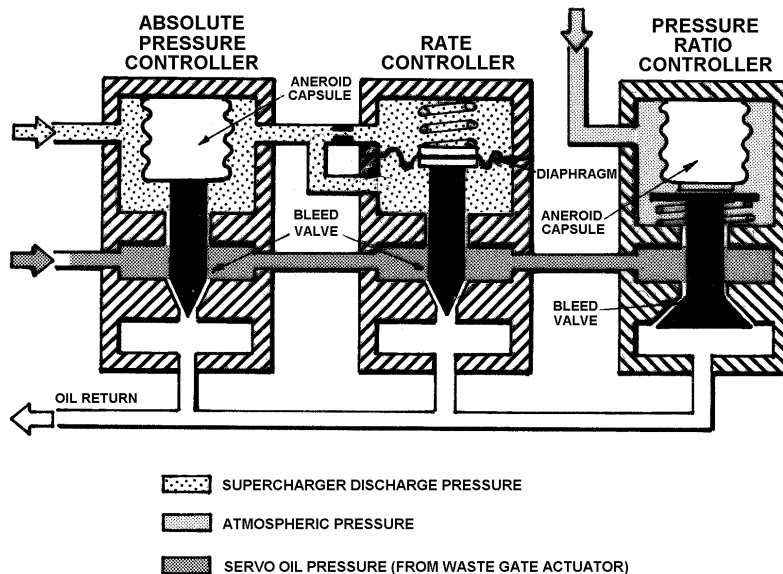 ABSOLUTE
PRESSURE
CONTROLLER
RATE
CONTROLLER
PRESSURE
RATIO
CONTROLLER
ANEROID
CAPSULE
DIAPHRAGM
ANEROID
CAPSULE
BLEED
VALVE
BLEED
VALVE
OIL RETURN
SUPERCHARGER DISCHARGE PRESSURE
ATMOSPHERIC PRESSURE
SERVO OIL PRESSURE (FROM WASTE GATE ACTUATOR)